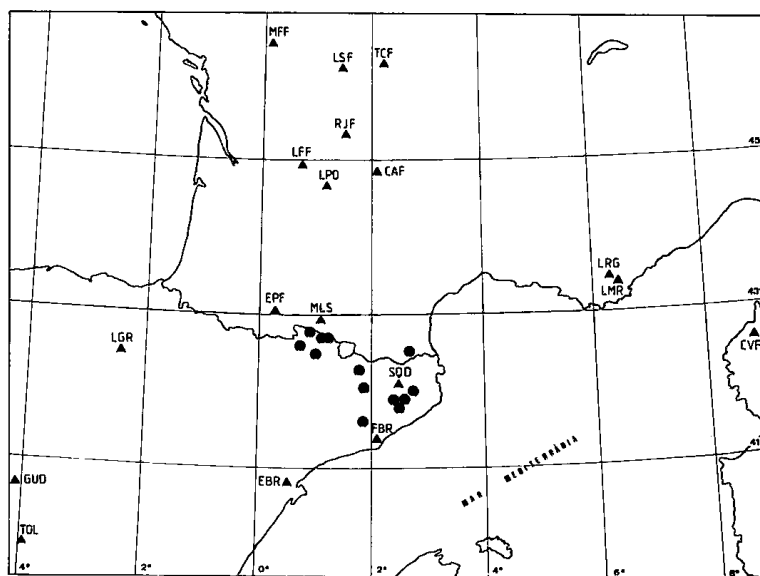 MFF
LSF
TCF
RJF
45
LFF
CAF
LPO
LRG
LMR
43
EPF
MLS
CVF
LGR
SQD
FBR
41
GUD
EBR
MAR MEDITERRÀNIA
TOL
4° 2° 0° 2° 4° 6° 8°